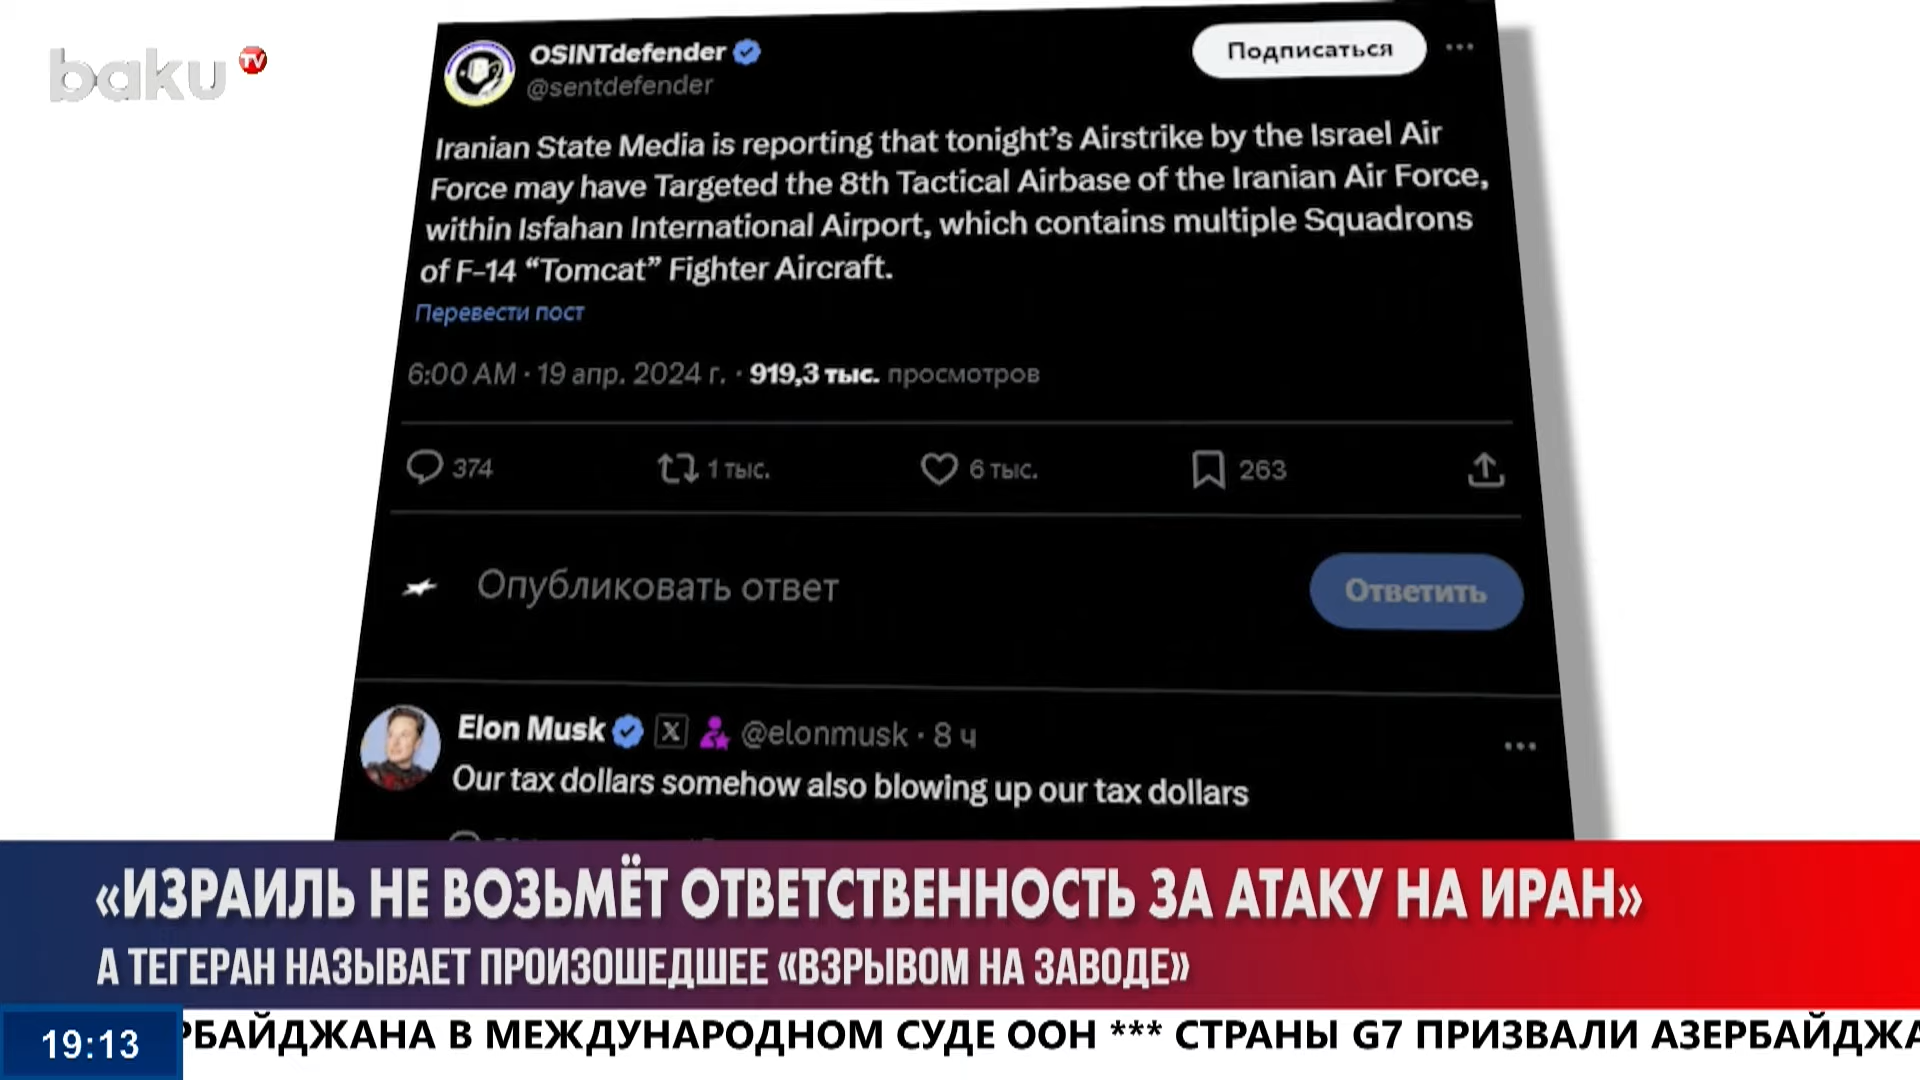 baku TV
OSINTdefender
@sentdefender
Подписаться
Iranian State Media is reporting that tonight’s Airstrike by the Israel Air
Force may have Targeted the 8th Tactical Airbase of the Iranian Air Force,
within Isfahan International Airport, which contains multiple Squadrons
of F-14 “Tomcat” Fighter Aircraft.
Перевести пост
6:00 AM · 19 апр. 2024 г. · 919,3 тыс. просмотров
374 1 тыс. 6 тыс. 263
Опубликовать ответ
Ответить
Elon Musk X @elonmusk · 8 ч
Our tax dollars somehow also blowing up our tax dollars
«ИЗРАИЛЬ НЕ ВОЗЬМЁТ ОТВЕТСТВЕННОСТЬ ЗА АТАКУ НА ИРАН»
А ТЕГЕРАН НАЗЫВАЕТ ПРОИЗОШЕДШЕЕ «ВЗРЫВОМ НА ЗАВОДЕ»
19:13
РБАЙДЖАНА В МЕЖДУНАРОДНОМ СУДЕ ООН *** СТРАНЫ G7 ПРИЗВАЛИ АЗЕРБАЙДЖА